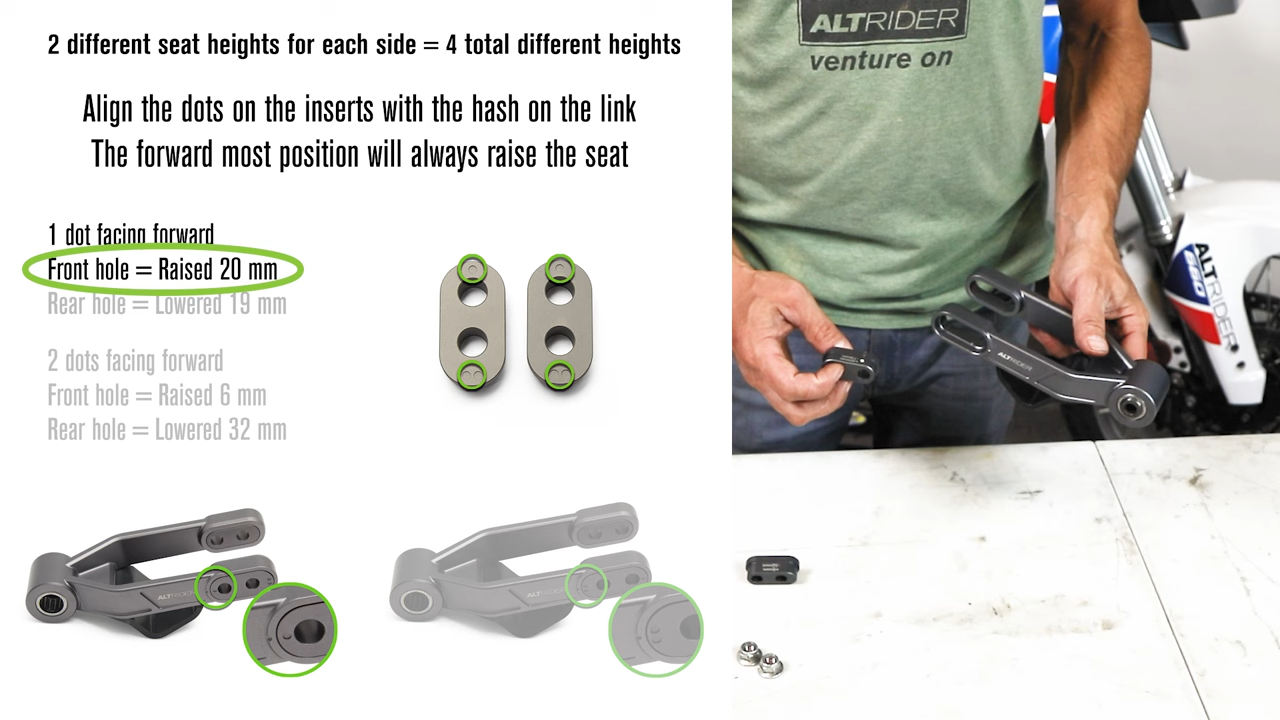 2 different seat heights for each side = 4 total different heights
Align the dots on the inserts with the hash on the link
The forward most position will always raise the seat
1 dot facing forward
Front hole = Raised 20 mm
Rear hole = Lowered 19 mm
2 dots facing forward
Front hole = Raised 6 mm
Rear hole = Lowered 32 mm
ALTRIDER
ALTRIDER
ALTRIDER
venture on
ALTRIDER
ALTRIDER
660